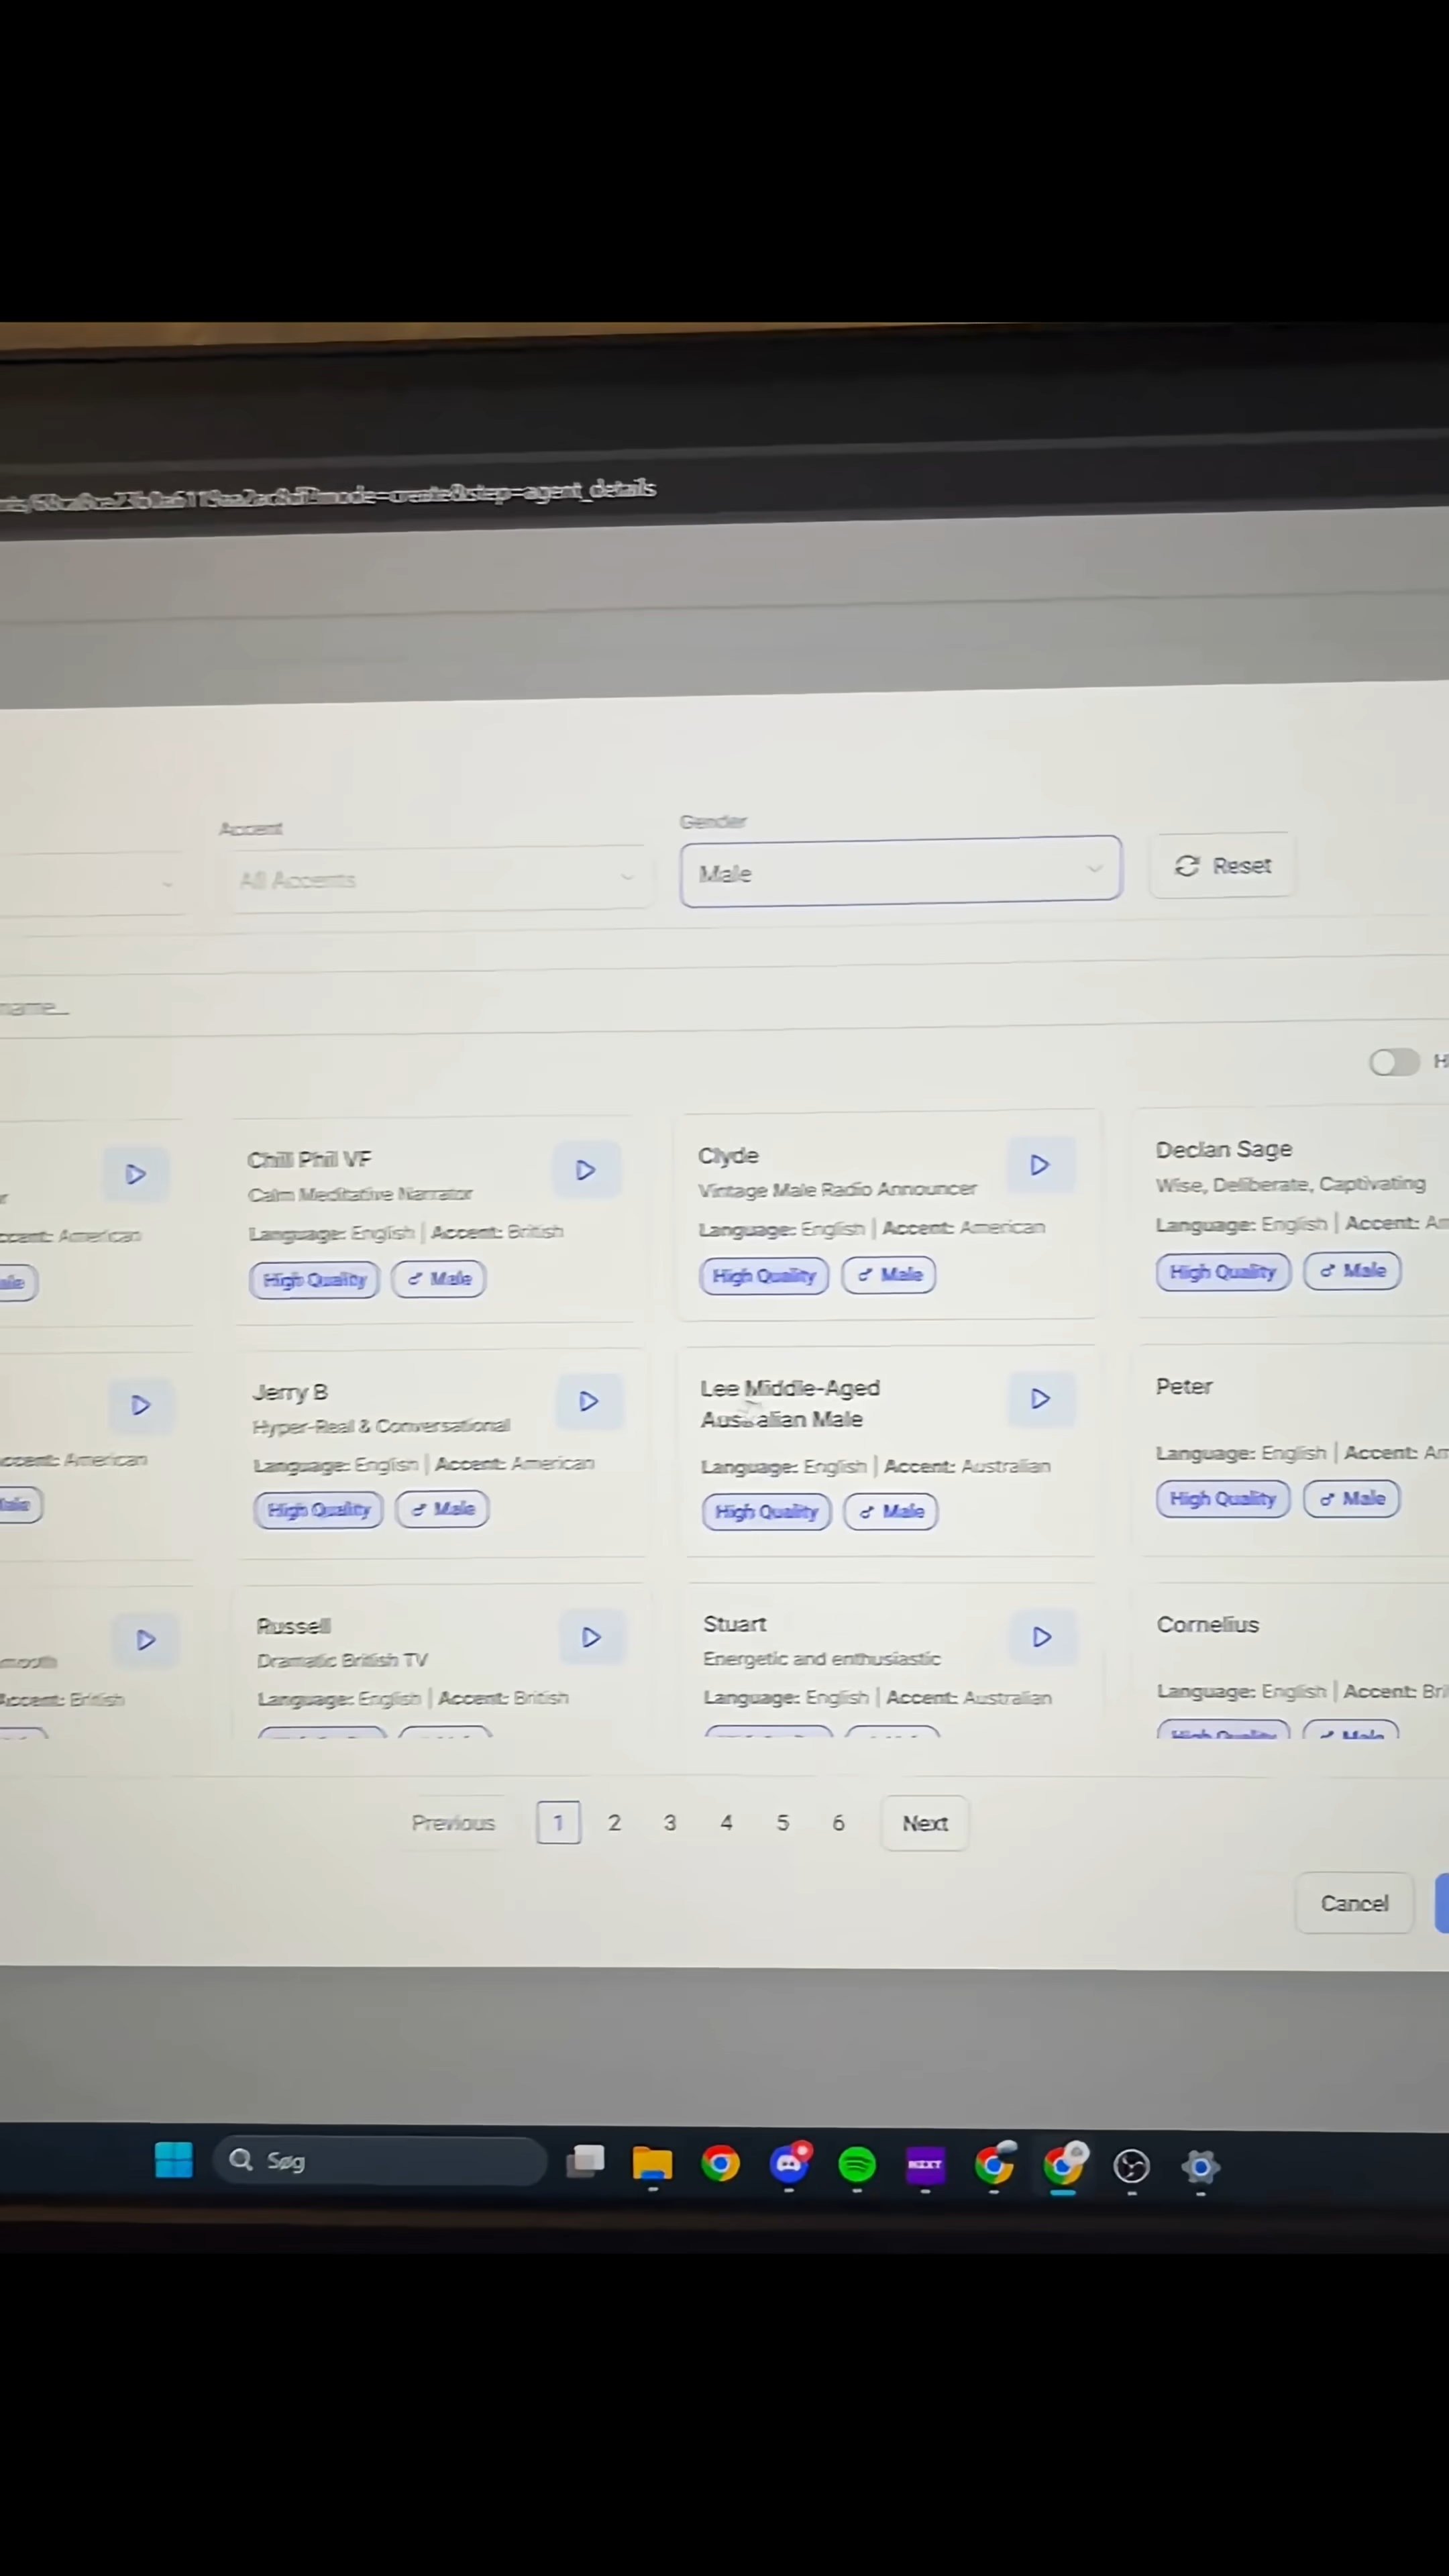 mode=create&step=agent_details
Accent
Gender
All Accents
Male
Reset
name...
Chill Phil VF
Calm Meditative Narrator
Language: English | Accent: British
High Quality
♂ Male
Clyde
Vintage Male Radio Announcer
Language: English | Accent: American
High Quality
♂ Male
Declan Sage
Wise, Deliberate, Captivating
Language: English | Accent: Am
High Quality
♂ Male
Accent: American
Jerry B
Hyper-Real & Conversational
Language: English | Accent: American
High Quality
♂ Male
Lee Middle-Aged
Australian Male
Language: English | Accent: Australian
High Quality
♂ Male
Peter
Language: English | Accent: Am
High Quality
♂ Male
Accent: American
Russell
Dramatic British TV
Language: English | Accent: British
Stuart
Energetic and enthusiastic
Language: English | Accent: Australian
Cornelius
Language: English | Accent: Bri
High Quality
♂ Male
Accent: British
Previous 1 2 3 4 5 6 Next
Cancel
Søg
NZXT